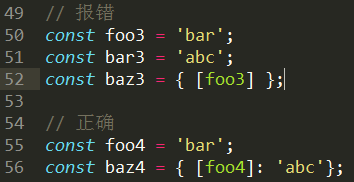 49 // 报错
50 const foo3 = 'bar';
51 const bar3 = 'abc';
52 const baz3 = { [foo3] };
53
54 // 正确
55 const foo4 = 'bar';
56 const baz4 = { [foo4]: 'abc'};